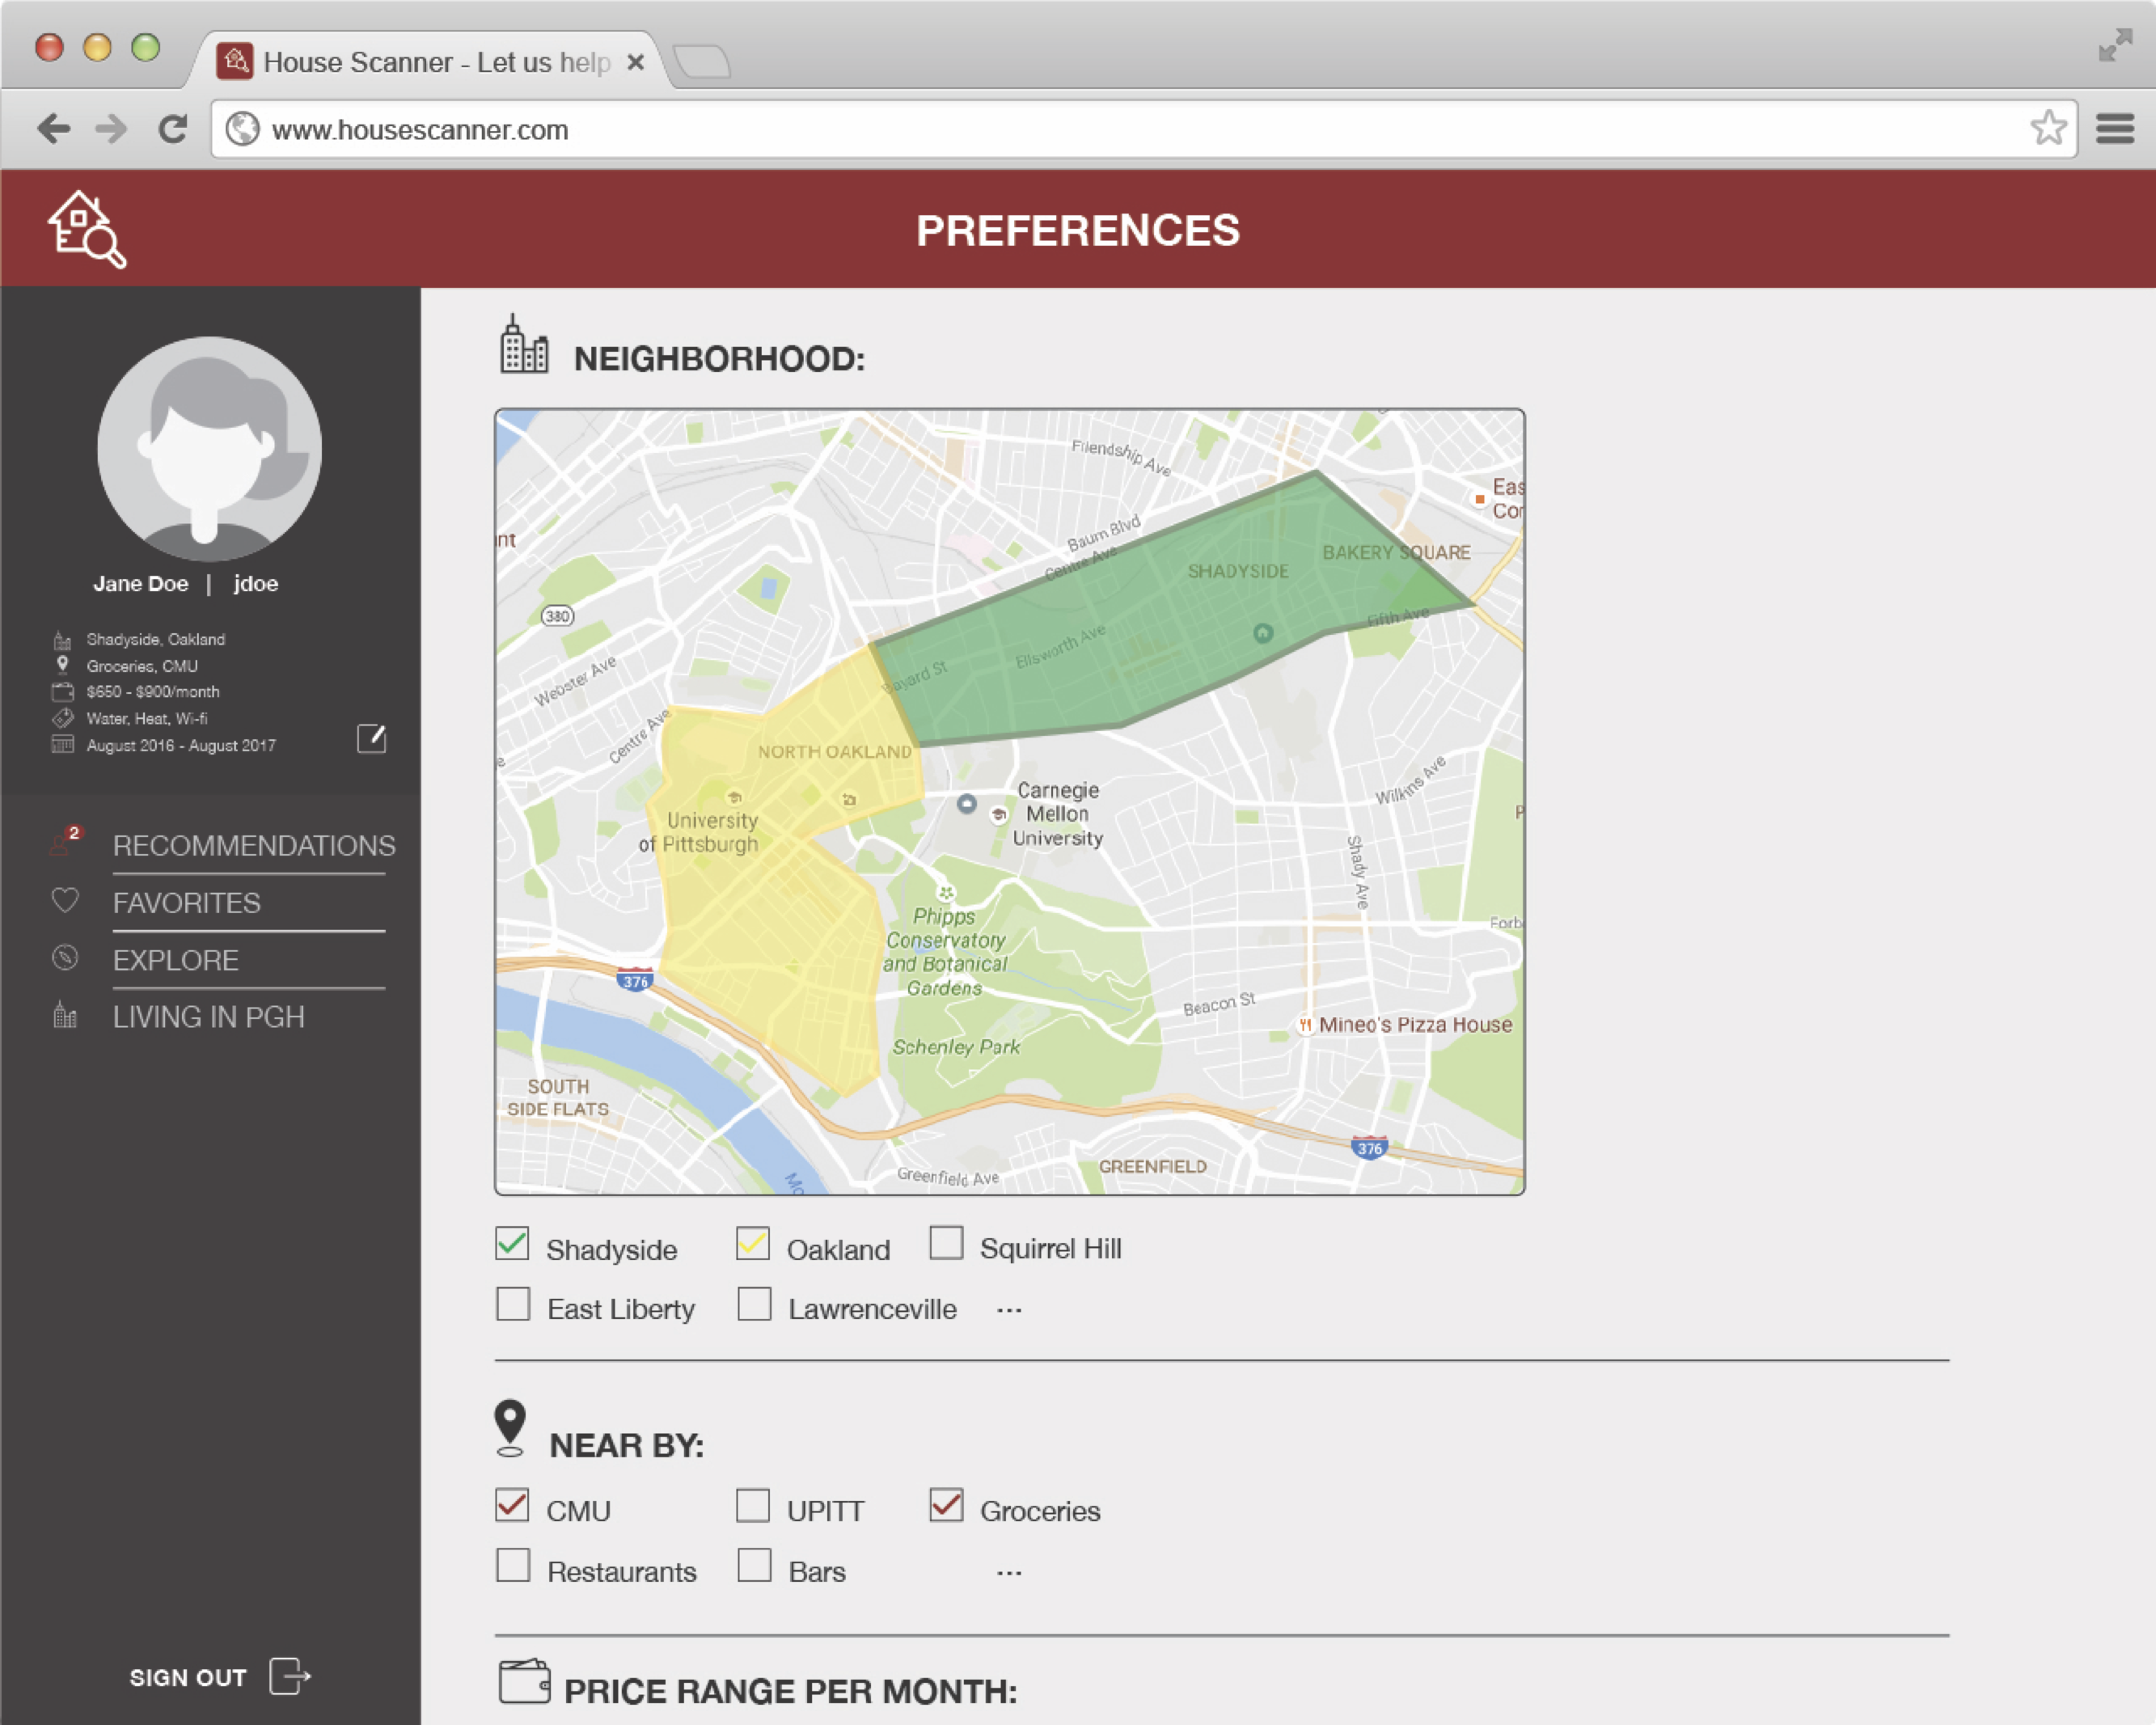 House Scanner - Let us help
www.housescanner.com
PREFERENCES
Jane Doe | jdoe
Shadyside, Oakland
Groceries, CMU
$650 - $900/month
Water, Heat, Wi-fi
August 2016 - August 2017
2
RECOMMENDATIONS
FAVORITES
EXPLORE
LIVING IN PGH
SIGN OUT
NEIGHBORHOOD:
Friendship Ave
Eas
Cor
Baum Blvd
Centre Ave
BAKERY SQUARE
SHADYSIDE
nt
380
Fifth Ave
Ellsworth Ave
Bayard St
Webster Ave
Centre Ave
e
NORTH OAKLAND
Carnegie
Mellon
University
Wilkins Ave
University
of Pittsburgh
P
Shady Ave
Phipps
Conservatory
and Botanical
Gardens
Forb
376
Beacon St
Mineo's Pizza House
Schenley Park
SOUTH
SIDE FLATS
376
GREENFIELD
Greenfield Ave
Mo
Shadyside
Oakland
Squirrel Hill
East Liberty
Lawrenceville
...
NEAR BY:
CMU
UPITT
Groceries
Restaurants
Bars
...
PRICE RANGE PER MONTH: